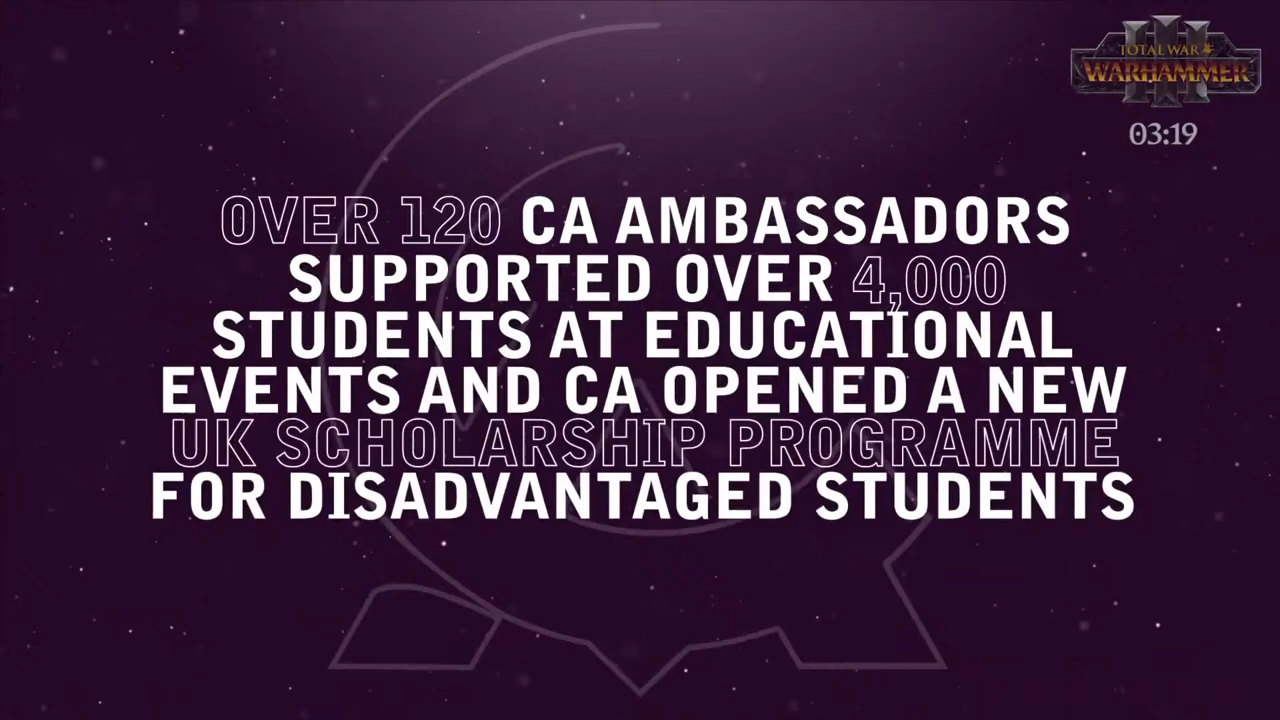 TOTAL WAR
WARHAMMER
III
03:19
OVER 120 CA AMBASSADORS
SUPPORTED OVER 4,000
STUDENTS AT EDUCATIONAL
EVENTS AND CA OPENED A NEW
UK SCHOLARSHIP PROGRAMME
FOR DISADVANTAGED STUDENTS